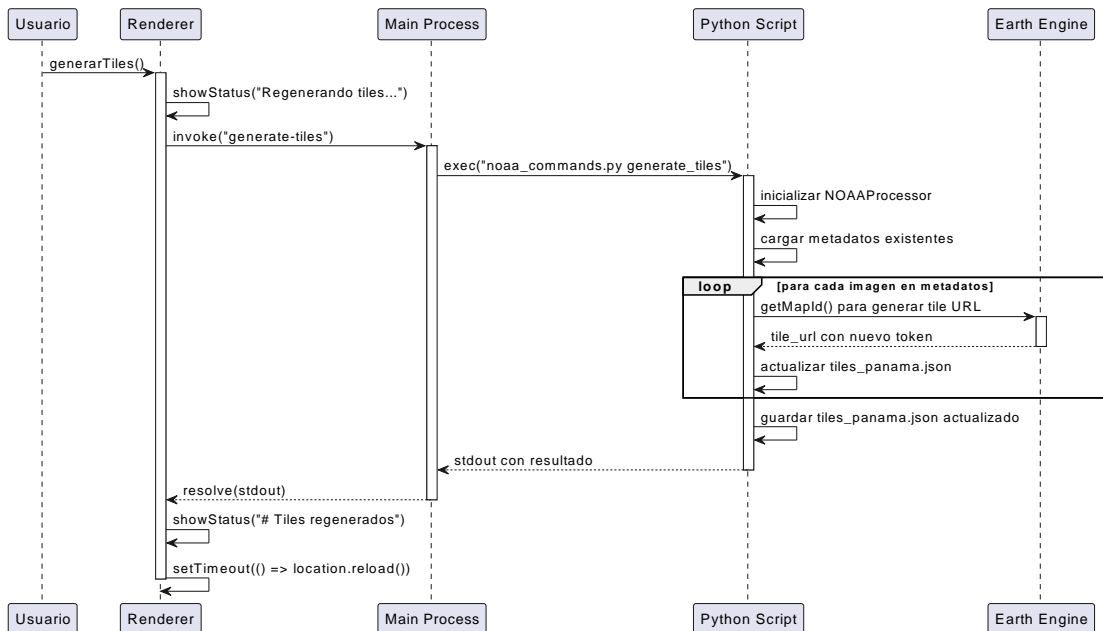 Usuario Renderer Main Process Python Script Earth Engine
generarTiles()
showStatus("Regenerando tiles...")
invoke("generate-tiles")
exec("noaa_commands.py generate_tiles")
inicializar NOAAProcessor
cargar metadatos existentes
loop [para cada imagen en metadatos]
getMapId() para generar tile URL
tile_url con nuevo token
actualizar tiles_panama.json
guardar tiles_panama.json actualizado
stdout con resultado
resolve(stdout)
showStatus("# Tiles regenerados")
setTimeout(() => location.reload())
Usuario Renderer Main Process Python Script Earth Engine